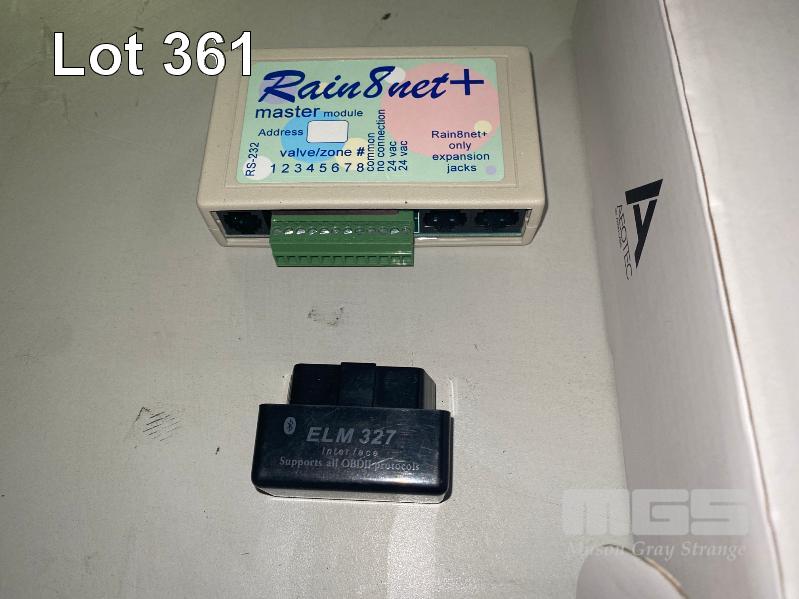 Lot 361
Rain8net+
master module
Address
RS-232
valve/zone #
1 2 3 4 5 6 7 8
common
no connection
24 vac
24 vac
Rain8net+
only
expansion
jacks
AEOTEC
ELM 327
Interface
Supports all OBDII protocols
MGS
Mason Gray Strange